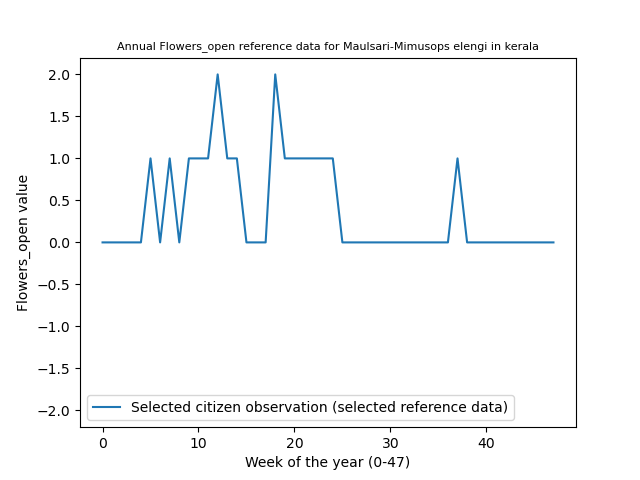 Annual Flowers_open reference data for Maulsari-Mimusops elengi in kerala
2.0
1.5
1.0
0.5
0.0
−0.5
−1.0
−1.5
−2.0
Flowers_open value
Selected citizen observation (selected reference data)
0 10 20 30 40
Week of the year (0-47)